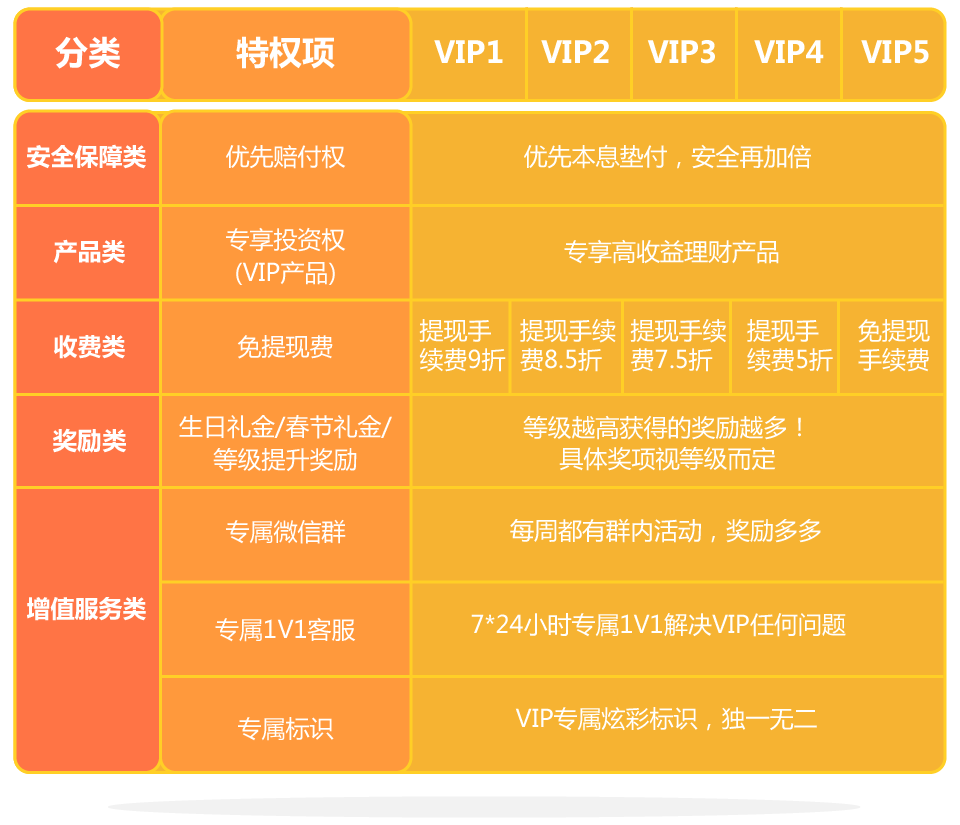 分类
特权项
VIP1
VIP2
VIP3
VIP4
VIP5
安全保障类
优先赔付权
优先本息垫付，安全再加倍
产品类
专享投资权
(VIP产品)
专享高收益理财产品
收费类
免提现费
提现手
续费9折
提现手续
费8.5折
提现手续
费7.5折
提现手
续费5折
免提现
手续费
奖励类
生日礼金/春节礼金/
等级提升奖励
等级越高获得的奖励越多！
具体奖项视等级而定
增值服务类
专属微信群
每周都有群内活动，奖励多多
专属1V1客服
7*24小时专属1V1解决VIP任何问题
专属标识
VIP专属炫彩标识，独一无二